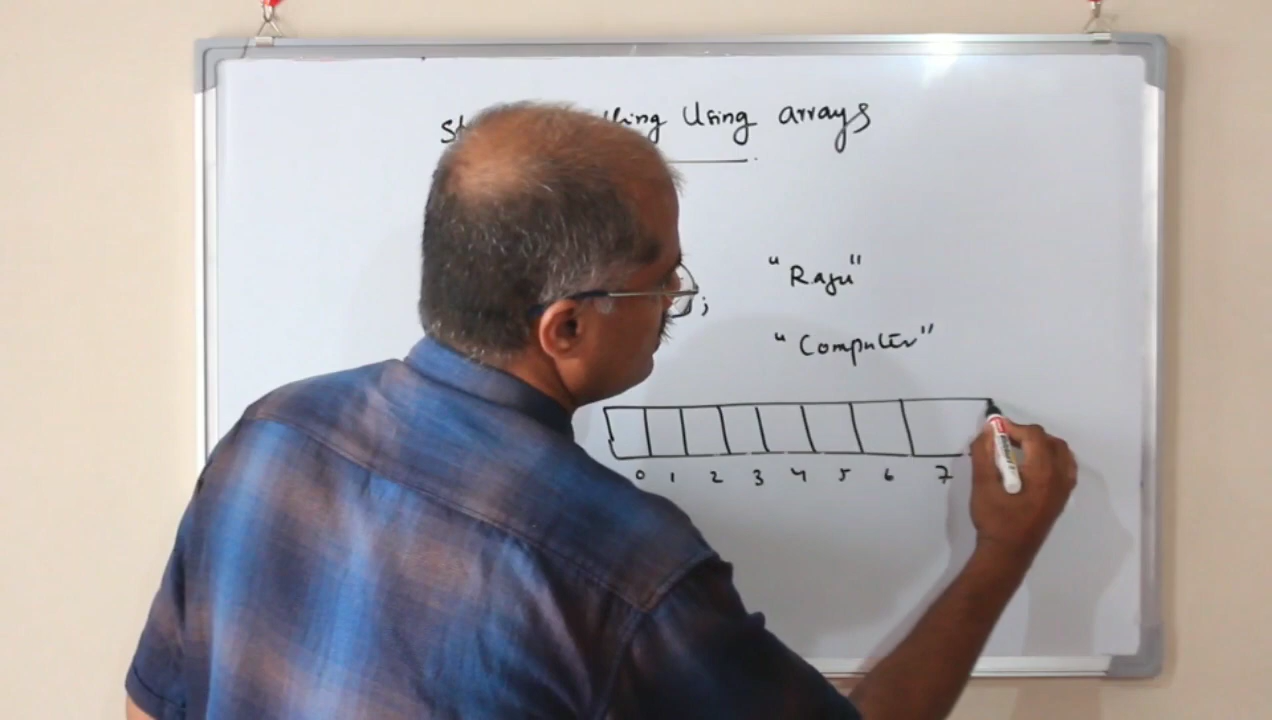 Using arrays
;
"Raju"
"Computer"
0 1 2 3 4 5 6 7